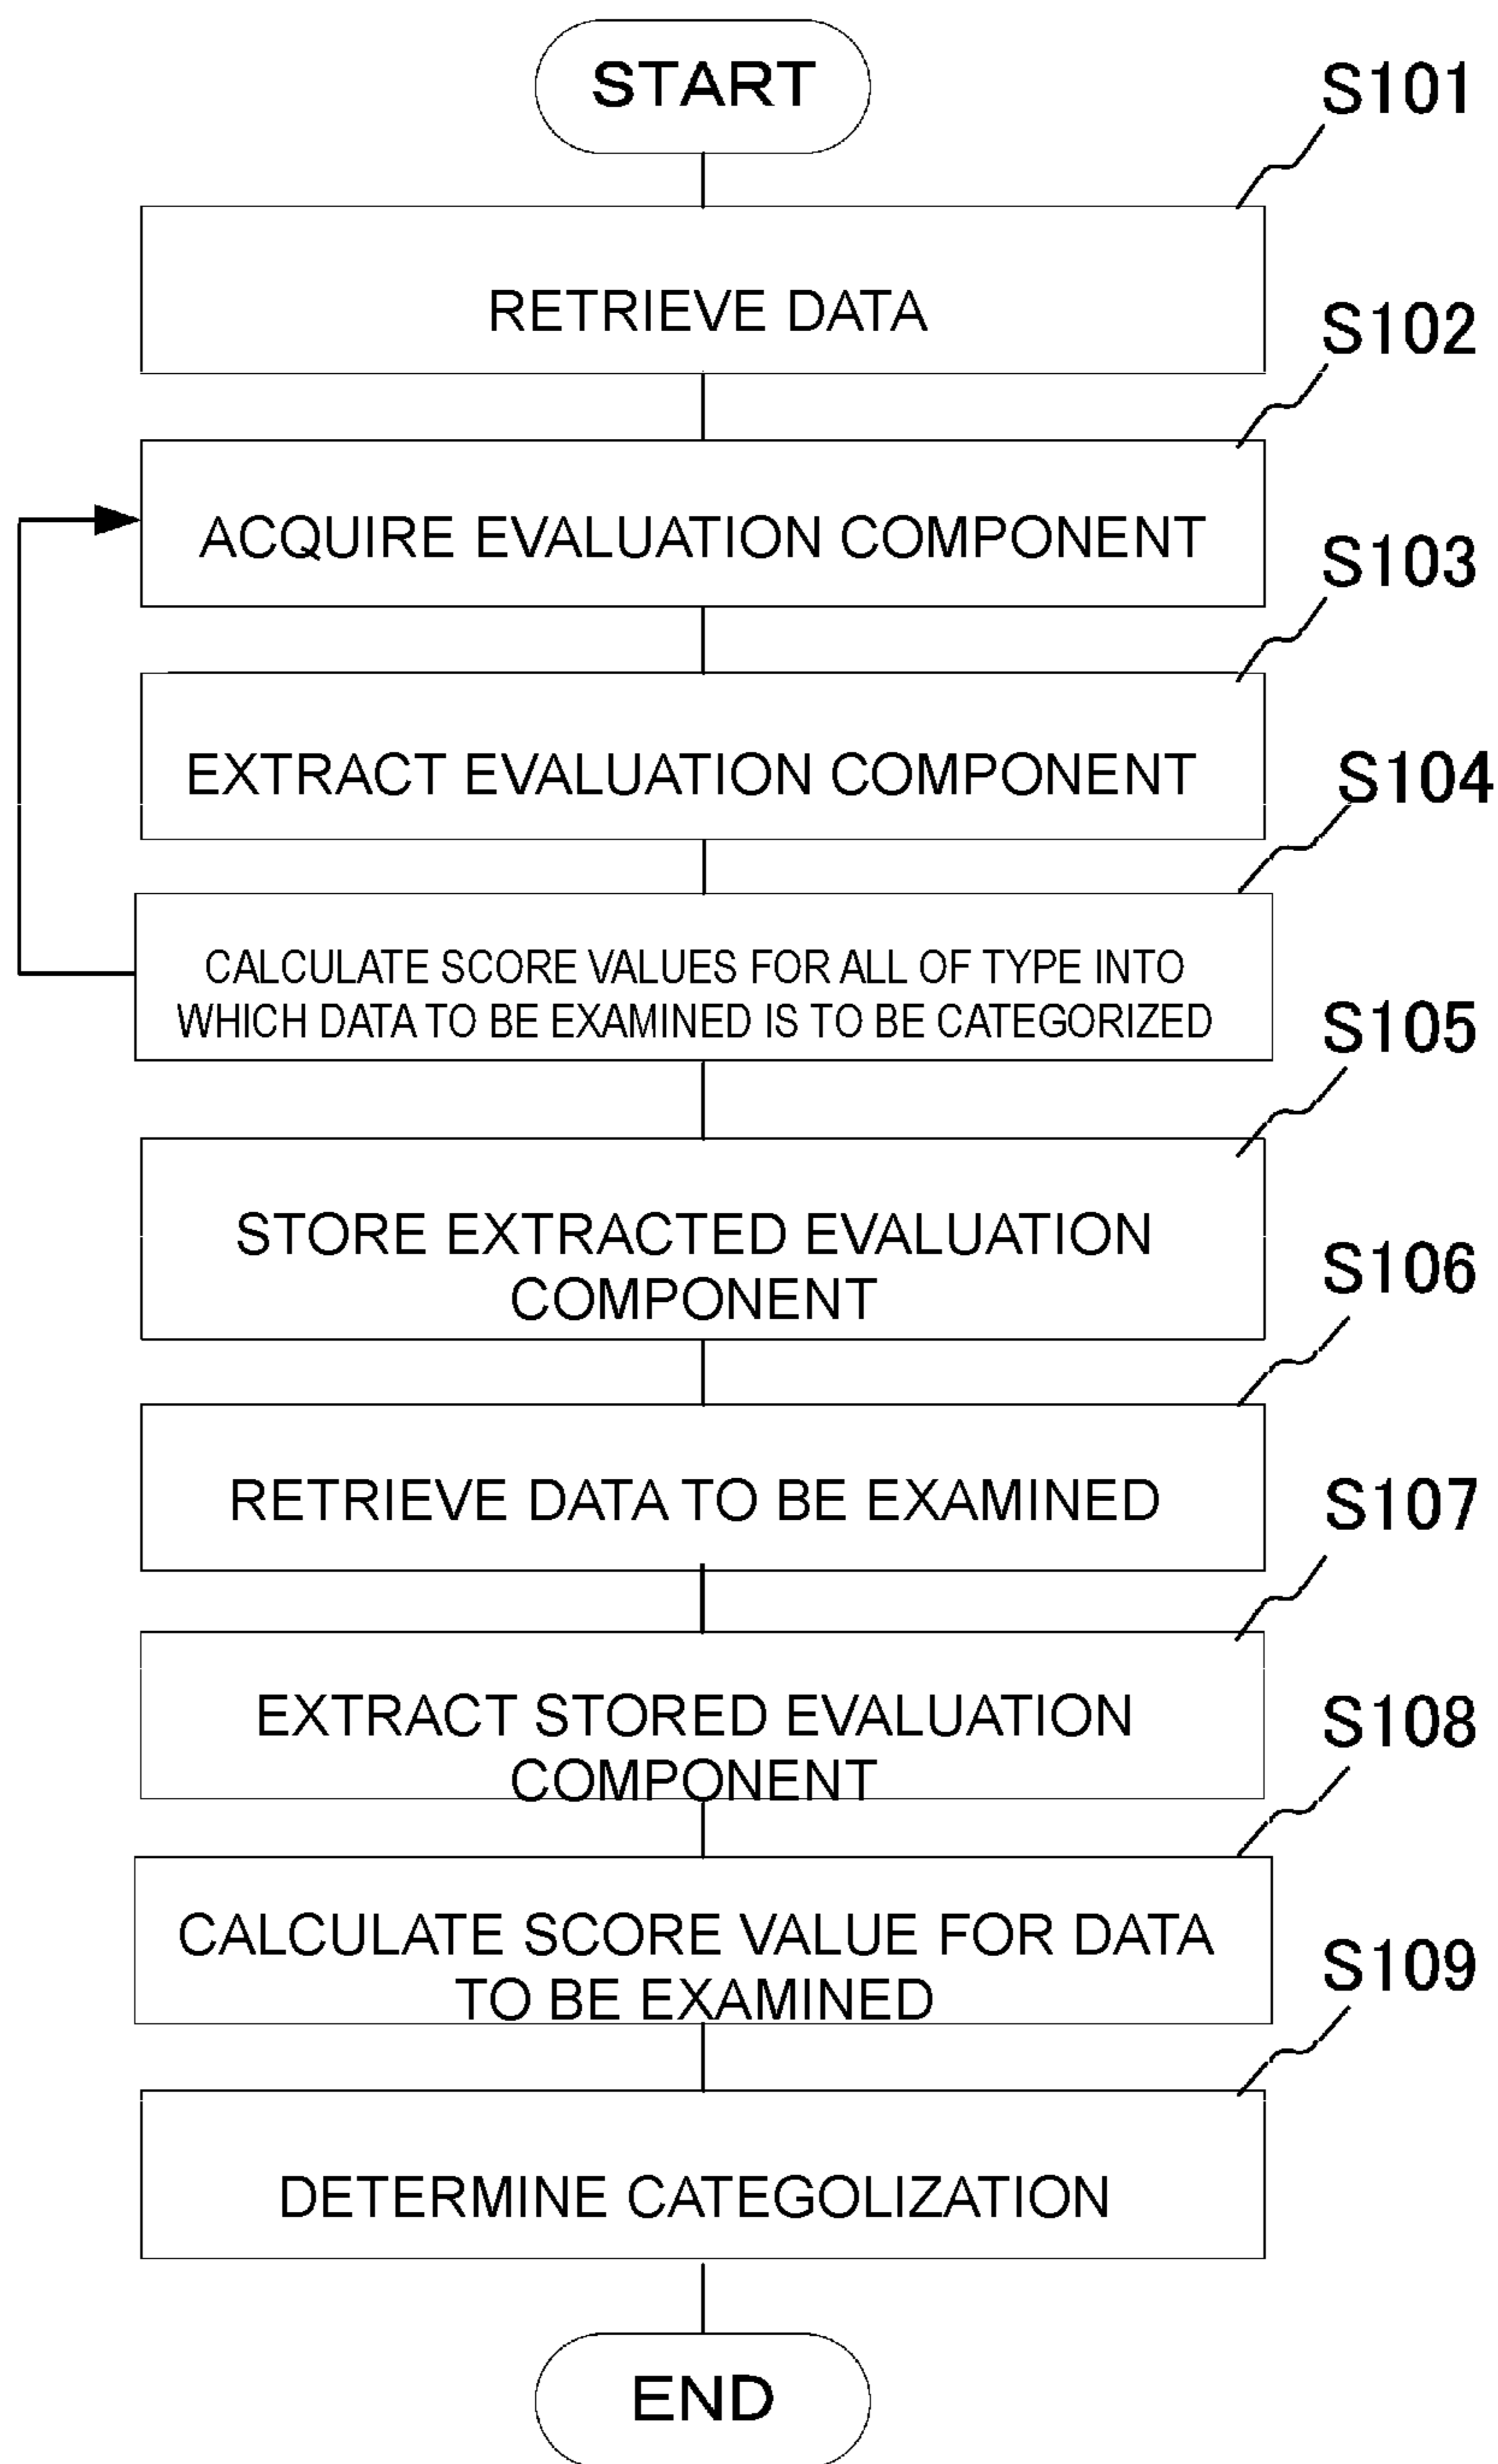 START
S101
RETRIEVE DATA
S102
ACQUIRE EVALUATION COMPONENT
S103
EXTRACT EVALUATION COMPONENT
S104
CALCULATE SCORE VALUES FOR ALL OF TYPE INTO
WHICH DATA TO BE EXAMINED IS TO BE CATEGORIZED
S105
STORE EXTRACTED EVALUATION
COMPONENT
S106
RETRIEVE DATA TO BE EXAMINED
S107
EXTRACT STORED EVALUATION
COMPONENT
S108
CALCULATE SCORE VALUE FOR DATA
TO BE EXAMINED
S109
DETERMINE CATEGOLIZATION
END